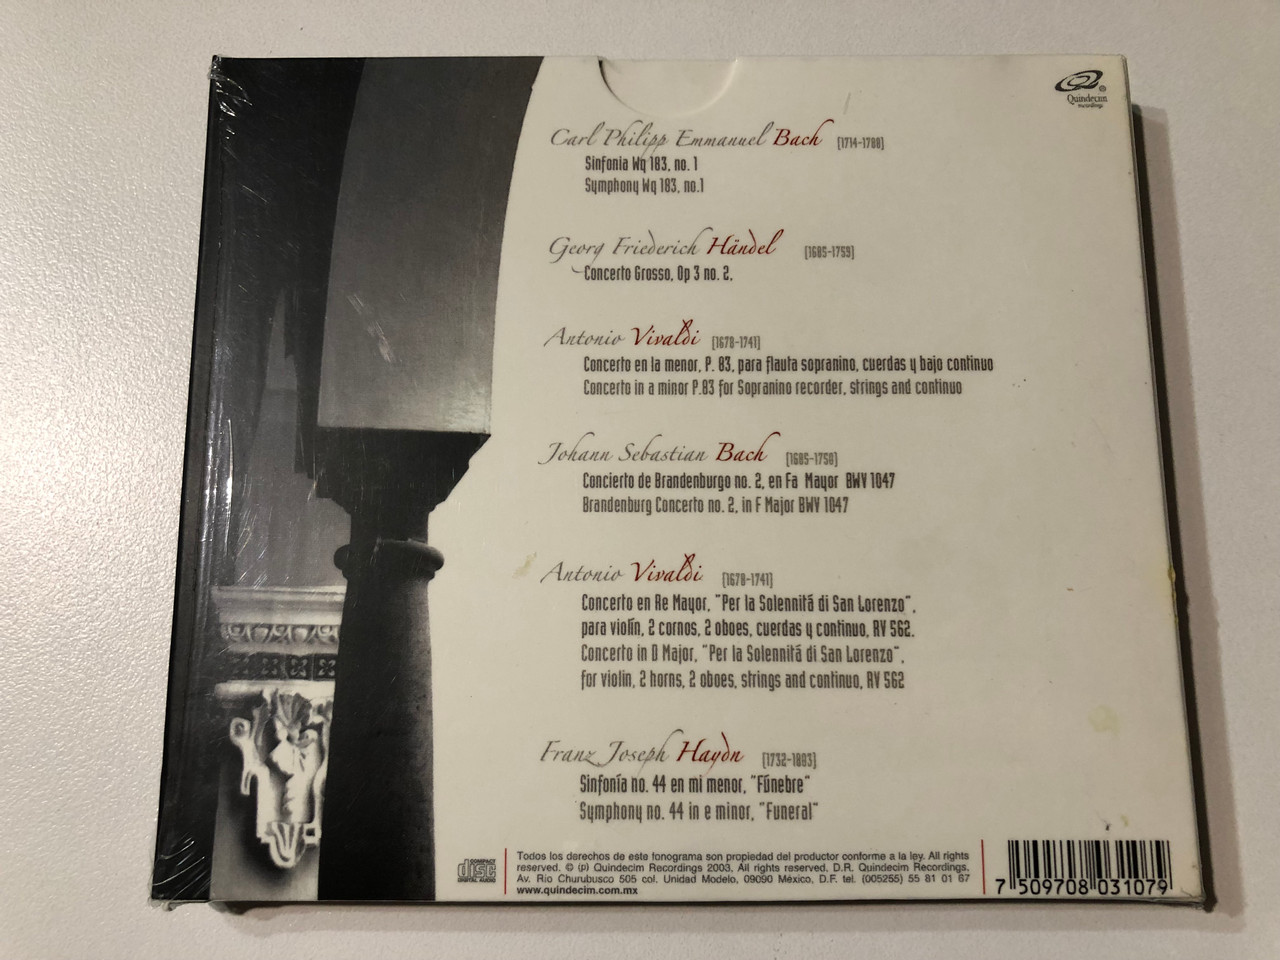 Quindecim
recordings
Carl Philipp Emmanuel Bach [1714-1788]
Sinfonia Wq 183, no. 1
Symphony Wq 183, no.1
Georg Friederich Händel [1685-1759]
Concerto Grosso, Op 3 no. 2.
Antonio Vivaldi [1678-1741]
Concerto en la menor, P. 83, para flauta sopranino, cuerdas y bajo continuo
Concerto in a minor P.83 for Sopranino recorder, strings and continuo
Johann Sebastian Bach [1685-1750]
Concierto de Brandenburgo no. 2, en Fa Mayor BWV 1047
Brandenburg Concerto no. 2, in F Major BWV 1047
Antonio Vivaldi [1678-1741]
Concerto en Re Mayor, "Per la Solennitá di San Lorenzo",
para violín, 2 cornos, 2 oboes, cuerdas y continuo, RV 562.
Concerto in D Major, "Per la Solennitá di San Lorenzo",
for violin, 2 horns, 2 oboes, strings and continuo, RV 562
Franz Joseph Haydn [1732-1803]
Sinfonía no. 44 en mi menor, "Fúnebre"
Symphony no. 44 in e minor, "Funeral"
COMPACT
disc
DIGITAL AUDIO
Todos los derechos de este fonograma son propiedad del productor conforme a la ley. All rights
reserved. © (p) Quindecim Recordings 2003, All rights reserved, D.R. Quindecim Recordings,
Av. Río Churubusco 505 col. Unidad Modelo, 09090 México, D.F. tel. (005255) 55 81 01 67
www.quindecim.com.mx
7 509708 031079